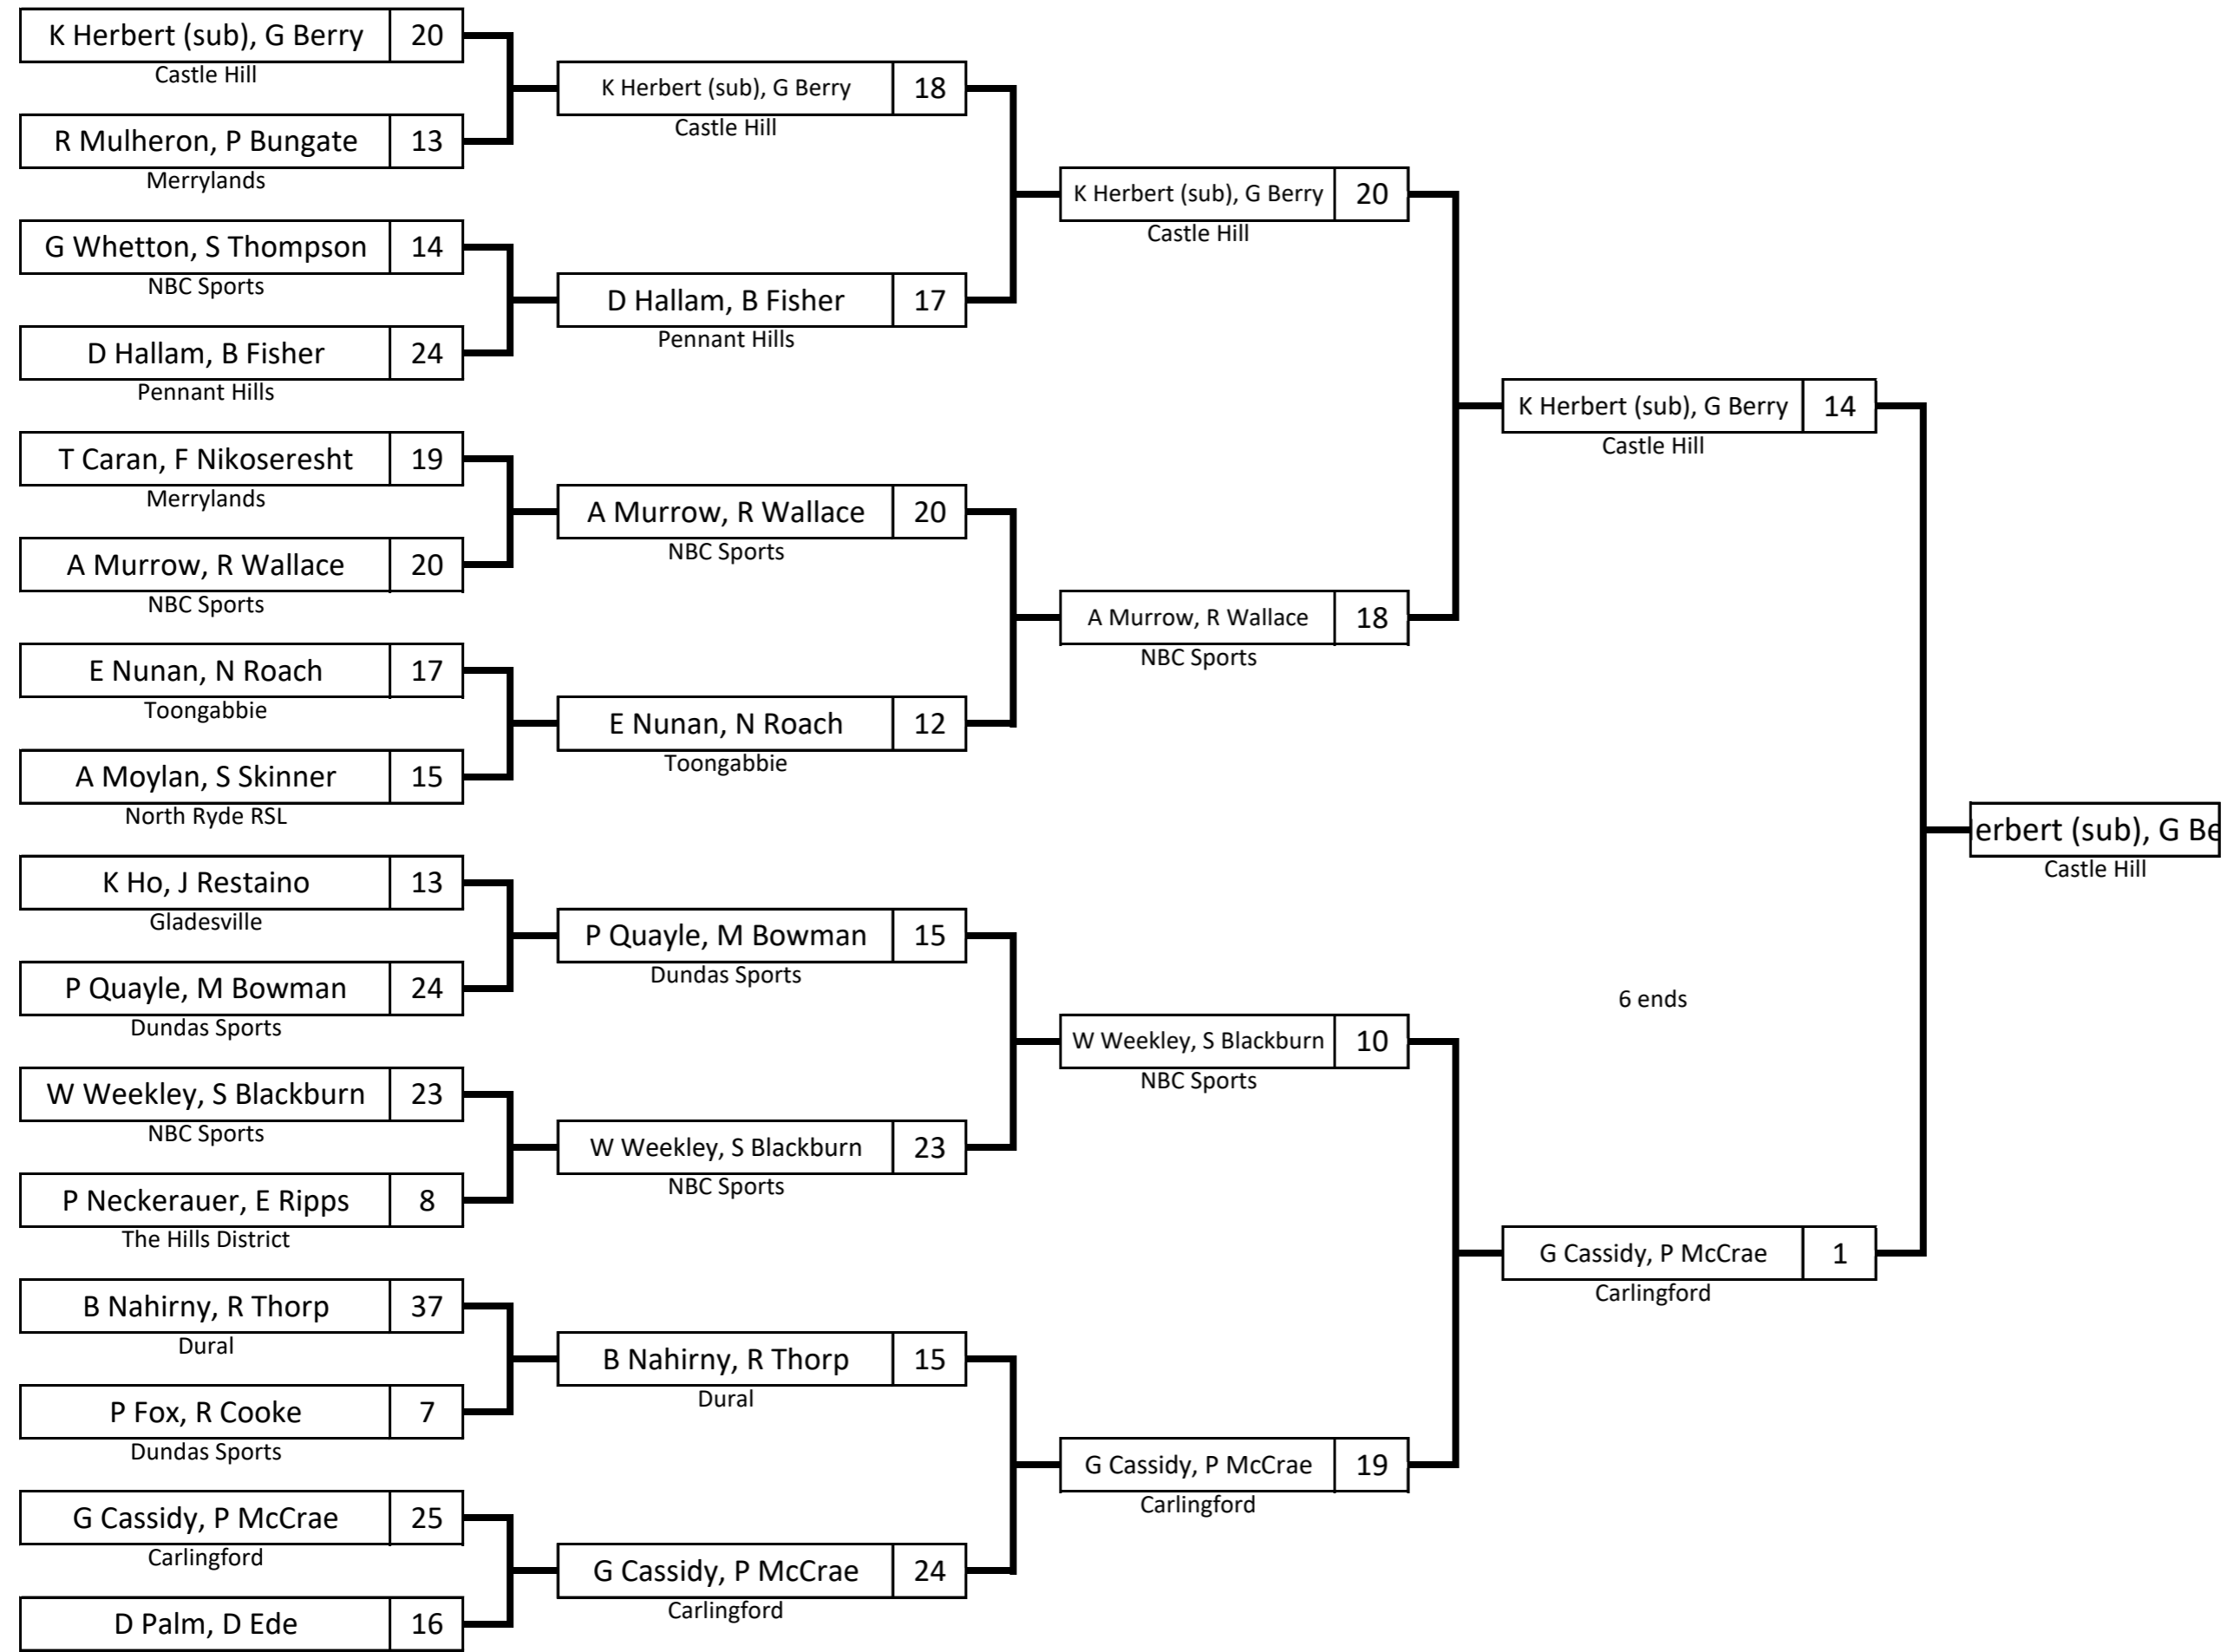 K Herbert (sub), G Berry 20
Castle Hill
R Mulheron, P Bungate 13
Merrylands
G Whetton, S Thompson 14
NBC Sports
D Hallam, B Fisher 24
Pennant Hills
T Caran, F Nikoseresht 19
Merrylands
A Murrow, R Wallace 20
NBC Sports
E Nunan, N Roach 17
Toongabbie
A Moylan, S Skinner 15
North Ryde RSL
K Ho, J Restaino 13
Gladesville
P Quayle, M Bowman 24
Dundas Sports
W Weekley, S Blackburn 23
NBC Sports
P Neckerauer, E Ripps 8
The Hills District
B Nahirny, R Thorp 37
Dural
P Fox, R Cooke 7
Dundas Sports
G Cassidy, P McCrae 25
Carlingford
D Palm, D Ede 16
K Herbert (sub), G Berry 18
Castle Hill
D Hallam, B Fisher 17
Pennant Hills
A Murrow, R Wallace 20
NBC Sports
E Nunan, N Roach 12
Toongabbie
P Quayle, M Bowman 15
Dundas Sports
W Weekley, S Blackburn 23
NBC Sports
B Nahirny, R Thorp 15
Dural
G Cassidy, P McCrae 24
Carlingford
K Herbert (sub), G Berry 20
Castle Hill
A Murrow, R Wallace 18
NBC Sports
W Weekley, S Blackburn 10
NBC Sports
G Cassidy, P McCrae 19
Carlingford
K Herbert (sub), G Berry 14
Castle Hill
6 ends
G Cassidy, P McCrae 1
Carlingford
erbert (sub), G Be
Castle Hill